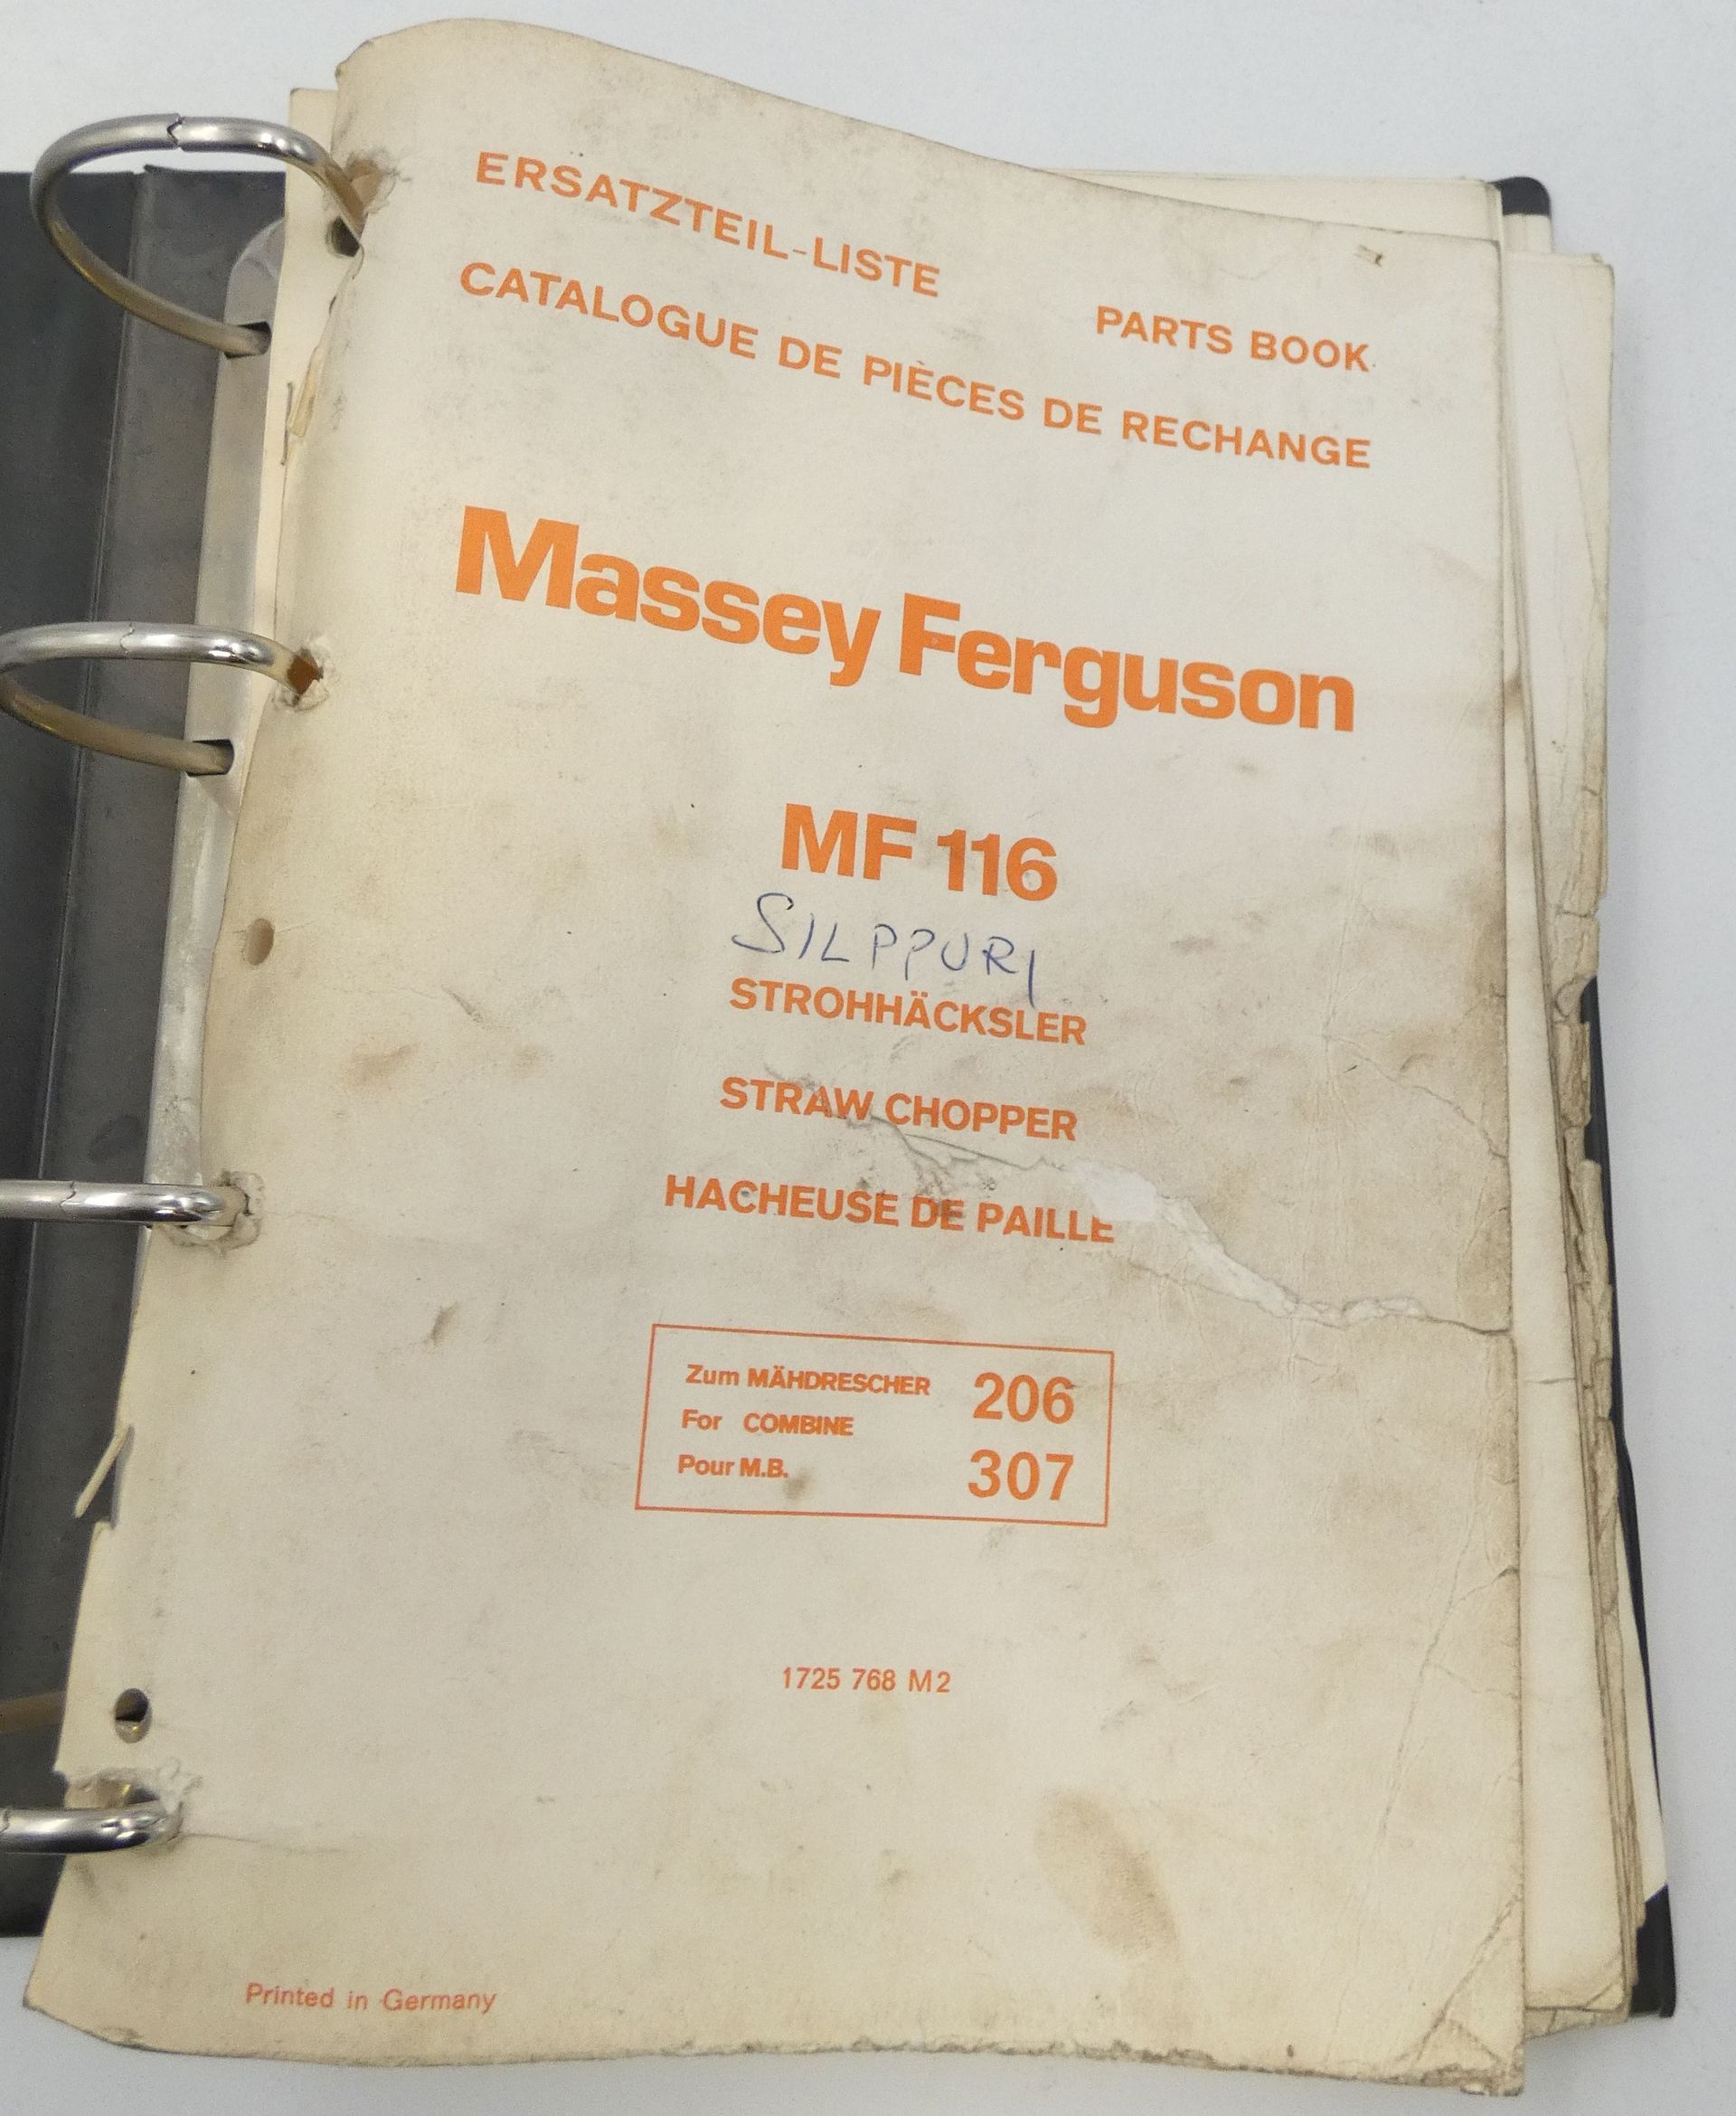 ERSATZTEIL-LISTE
PARTS BOOK
CATALOGUE DE PIÈCES DE RECHANGE
Massey Ferguson
MF 116
SILPPURI
STROHHÄCKSLER
STRAW CHOPPER
HACHEUSE DE PAILLE
Zum MÄHDRESCHER 206
For COMBINE
Pour M.B. 307
1725 768 M2
Printed in Germany